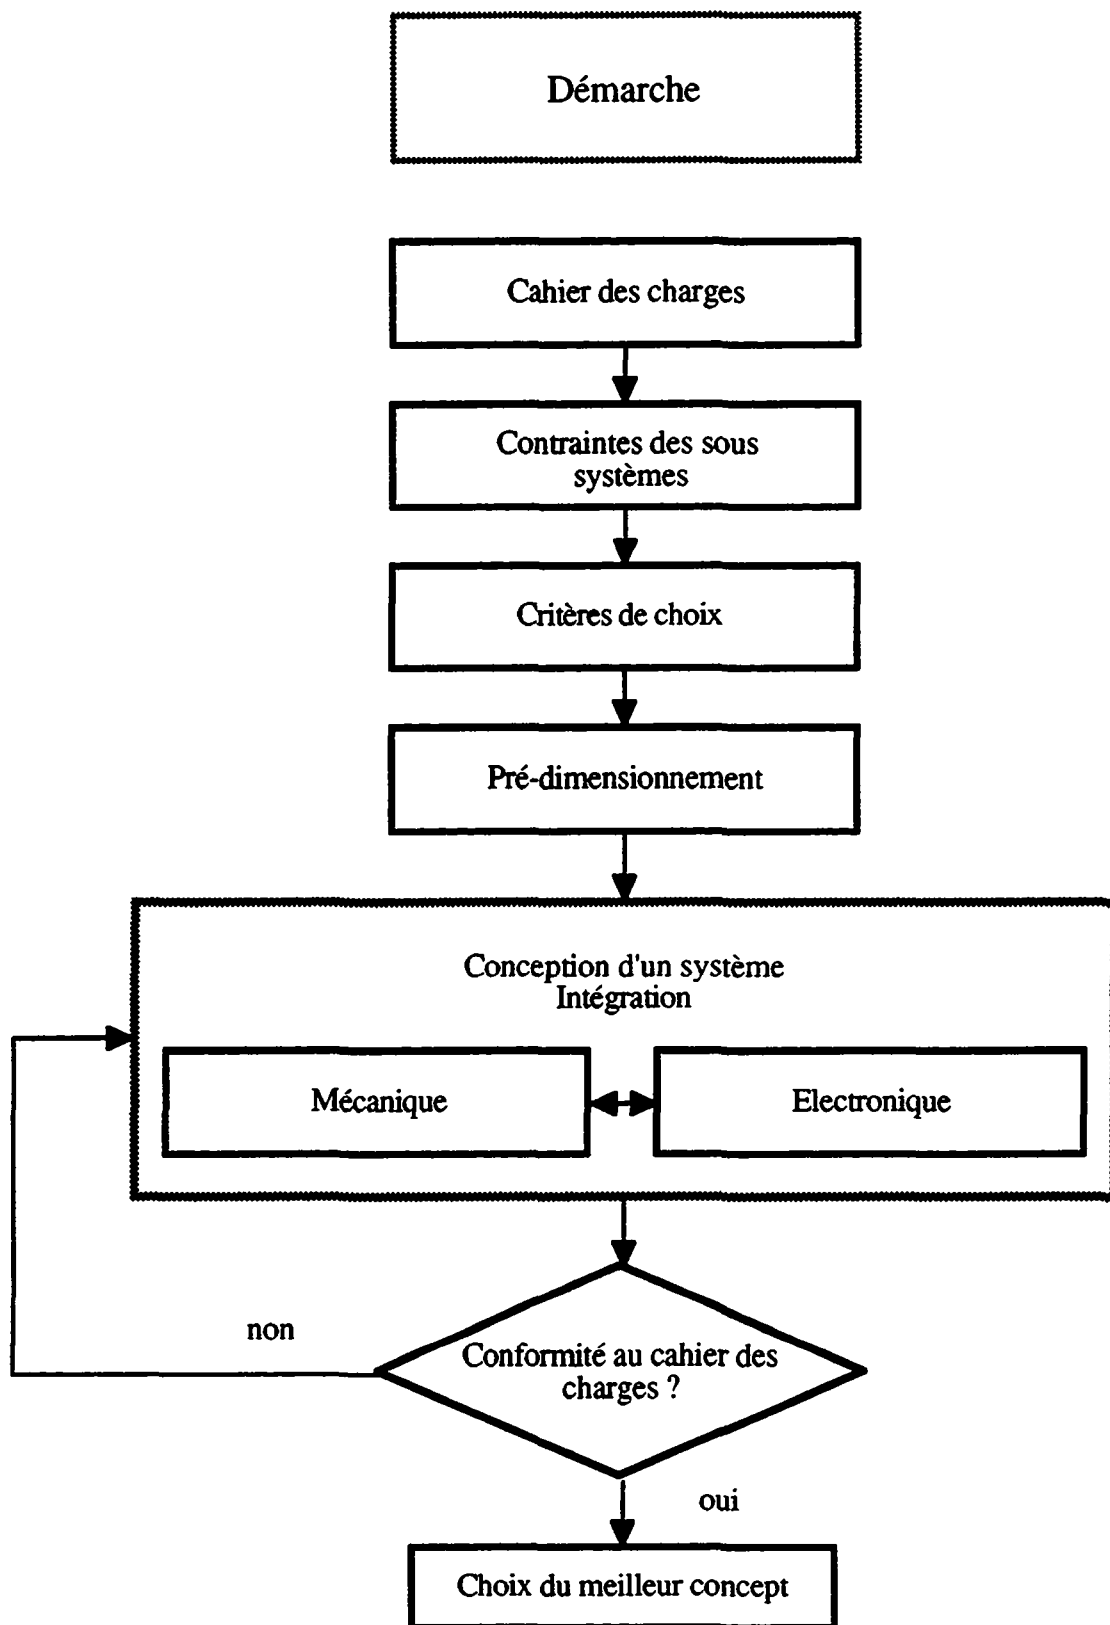 Démarche
Cahier des charges
Contraintes des sous
systèmes
Critères de choix
Pré-dimensionnement
Conception d'un système
Intégration
Mécanique
Electronique
non
Conformité au cahier des
charges ?
oui
Choix du meilleur concept